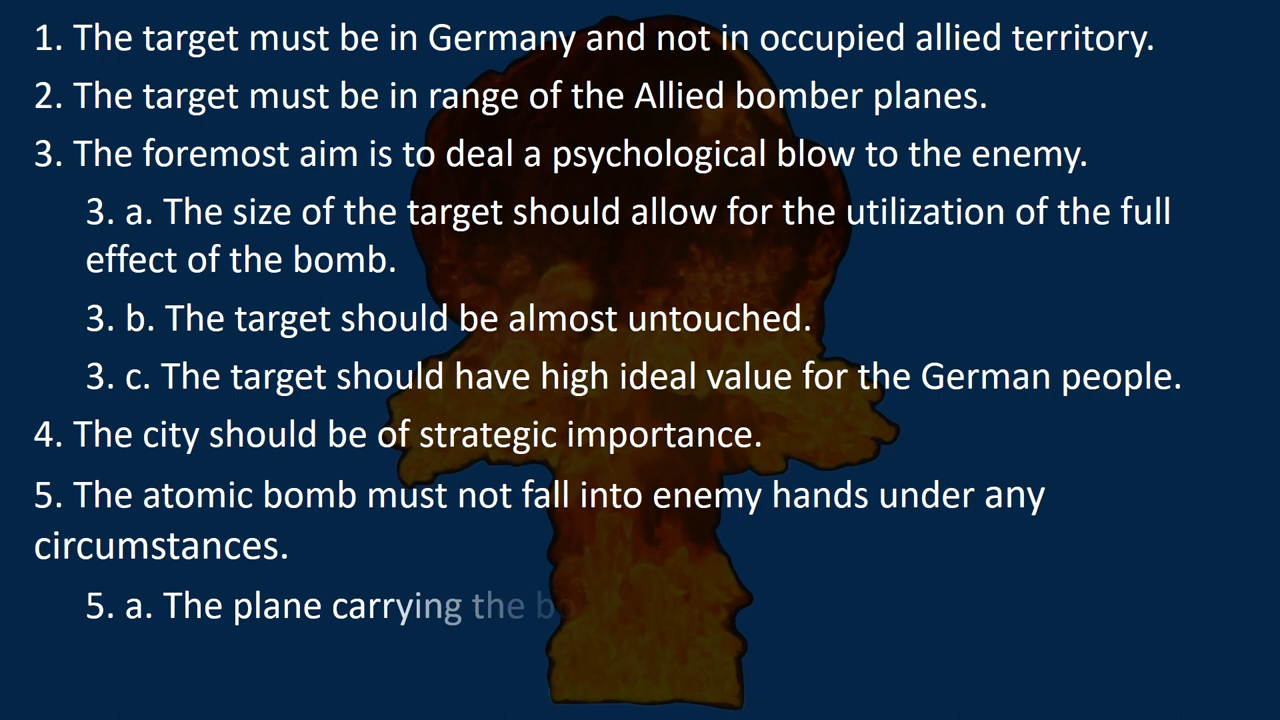 1. The target must be in Germany and not in occupied allied territory.
2. The target must be in range of the Allied bomber planes.
3. The foremost aim is to deal a psychological blow to the enemy.
3. a. The size of the target should allow for the utilization of the full
effect of the bomb.
3. b. The target should be almost untouched.
3. c. The target should have high ideal value for the German people.
4. The city should be of strategic importance.
5. The atomic bomb must not fall into enemy hands under any
circumstances.
5. a. The plane carrying the